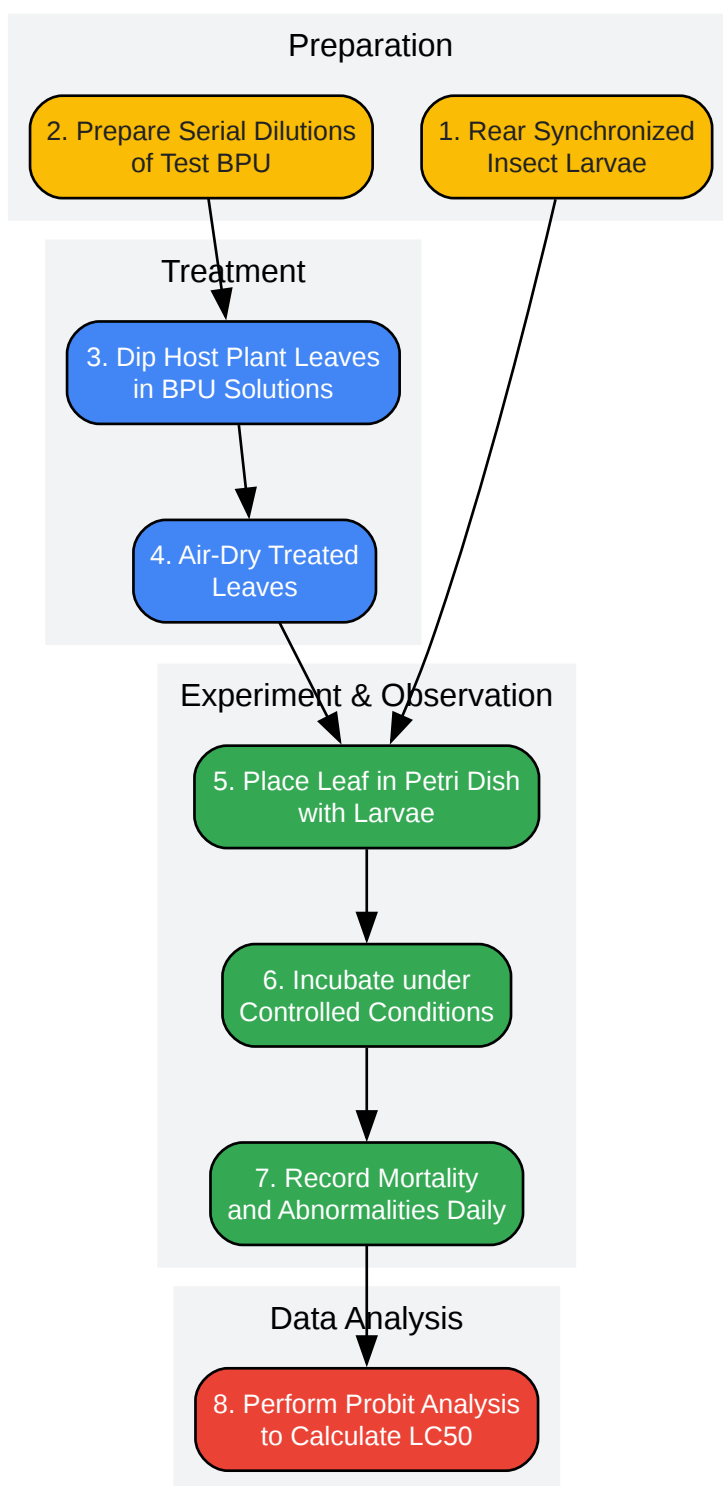 Preparation
2. Prepare Serial Dilutions
of Test BPU
1. Rear Synchronized
Insect Larvae
Treatment
3. Dip Host Plant Leaves
in BPU Solutions
4. Air-Dry Treated
Leaves
Experiment & Observation
5. Place Leaf in Petri Dish
with Larvae
6. Incubate under
Controlled Conditions
7. Record Mortality
and Abnormalities Daily
Data Analysis
8. Perform Probit Analysis
to Calculate LC50